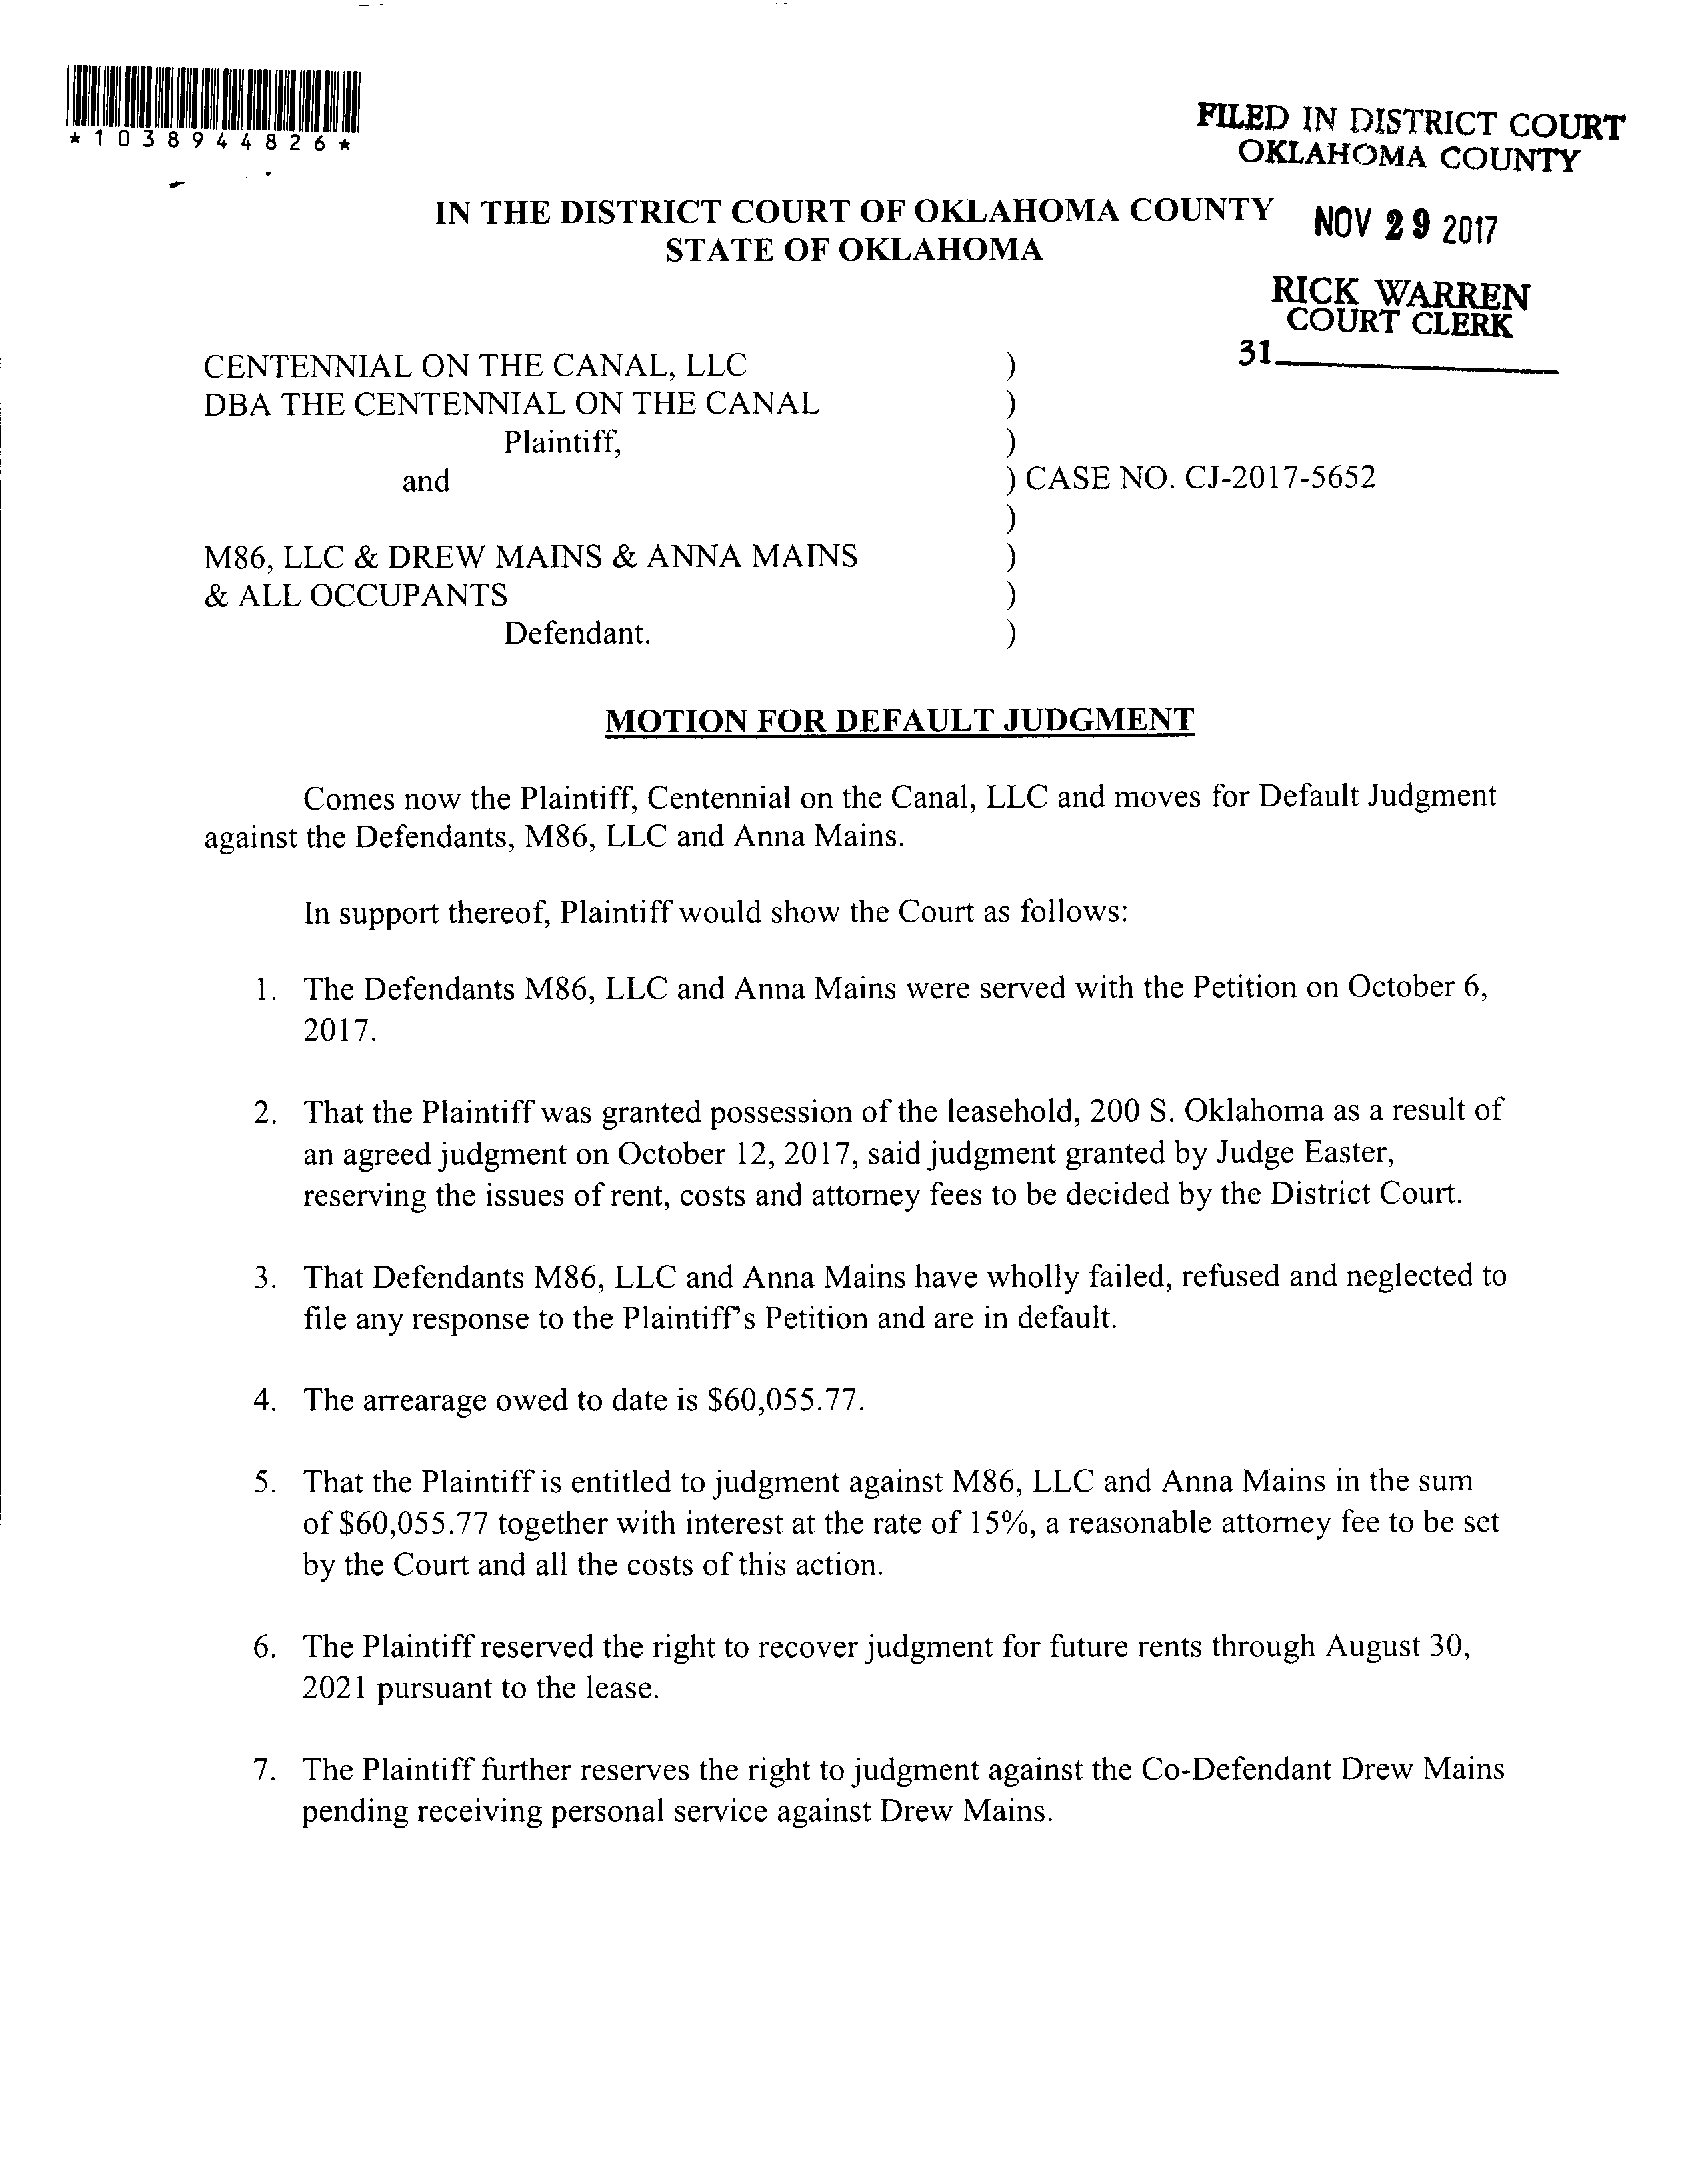 *1038944826*
FILED IN DISTRICT COURT
OKLAHOMA COUNTY
IN THE DISTRICT COURT OF OKLAHOMA COUNTY
STATE OF OKLAHOMA
NOV 29 2017
RICK WARREN
COURT CLERK
31
CENTENNIAL ON THE CANAL, LLC )
DBA THE CENTENNIAL ON THE CANAL )
Plaintiff, )
and ) CASE NO. CJ-2017-5652
)
M86, LLC & DREW MAINS & ANNA MAINS )
& ALL OCCUPANTS )
Defendant. )
MOTION FOR DEFAULT JUDGMENT
Comes now the Plaintiff, Centennial on the Canal, LLC and moves for Default Judgment
against the Defendants, M86, LLC and Anna Mains.
In support thereof, Plaintiff would show the Court as follows:
1. The Defendants M86, LLC and Anna Mains were served with the Petition on October 6,
2017.
2. That the Plaintiff was granted possession of the leasehold, 200 S. Oklahoma as a result of
an agreed judgment on October 12, 2017, said judgment granted by Judge Easter,
reserving the issues of rent, costs and attorney fees to be decided by the District Court.
3. That Defendants M86, LLC and Anna Mains have wholly failed, refused and neglected to
file any response to the Plaintiff's Petition and are in default.
4. The arrearage owed to date is $60,055.77.
5. That the Plaintiff is entitled to judgment against M86, LLC and Anna Mains in the sum
of $60,055.77 together with interest at the rate of 15%, a reasonable attorney fee to be set
by the Court and all the costs of this action.
6. The Plaintiff reserved the right to recover judgment for future rents through August 30,
2021 pursuant to the lease.
7. The Plaintiff further reserves the right to judgment against the Co-Defendant Drew Mains
pending receiving personal service against Drew Mains.